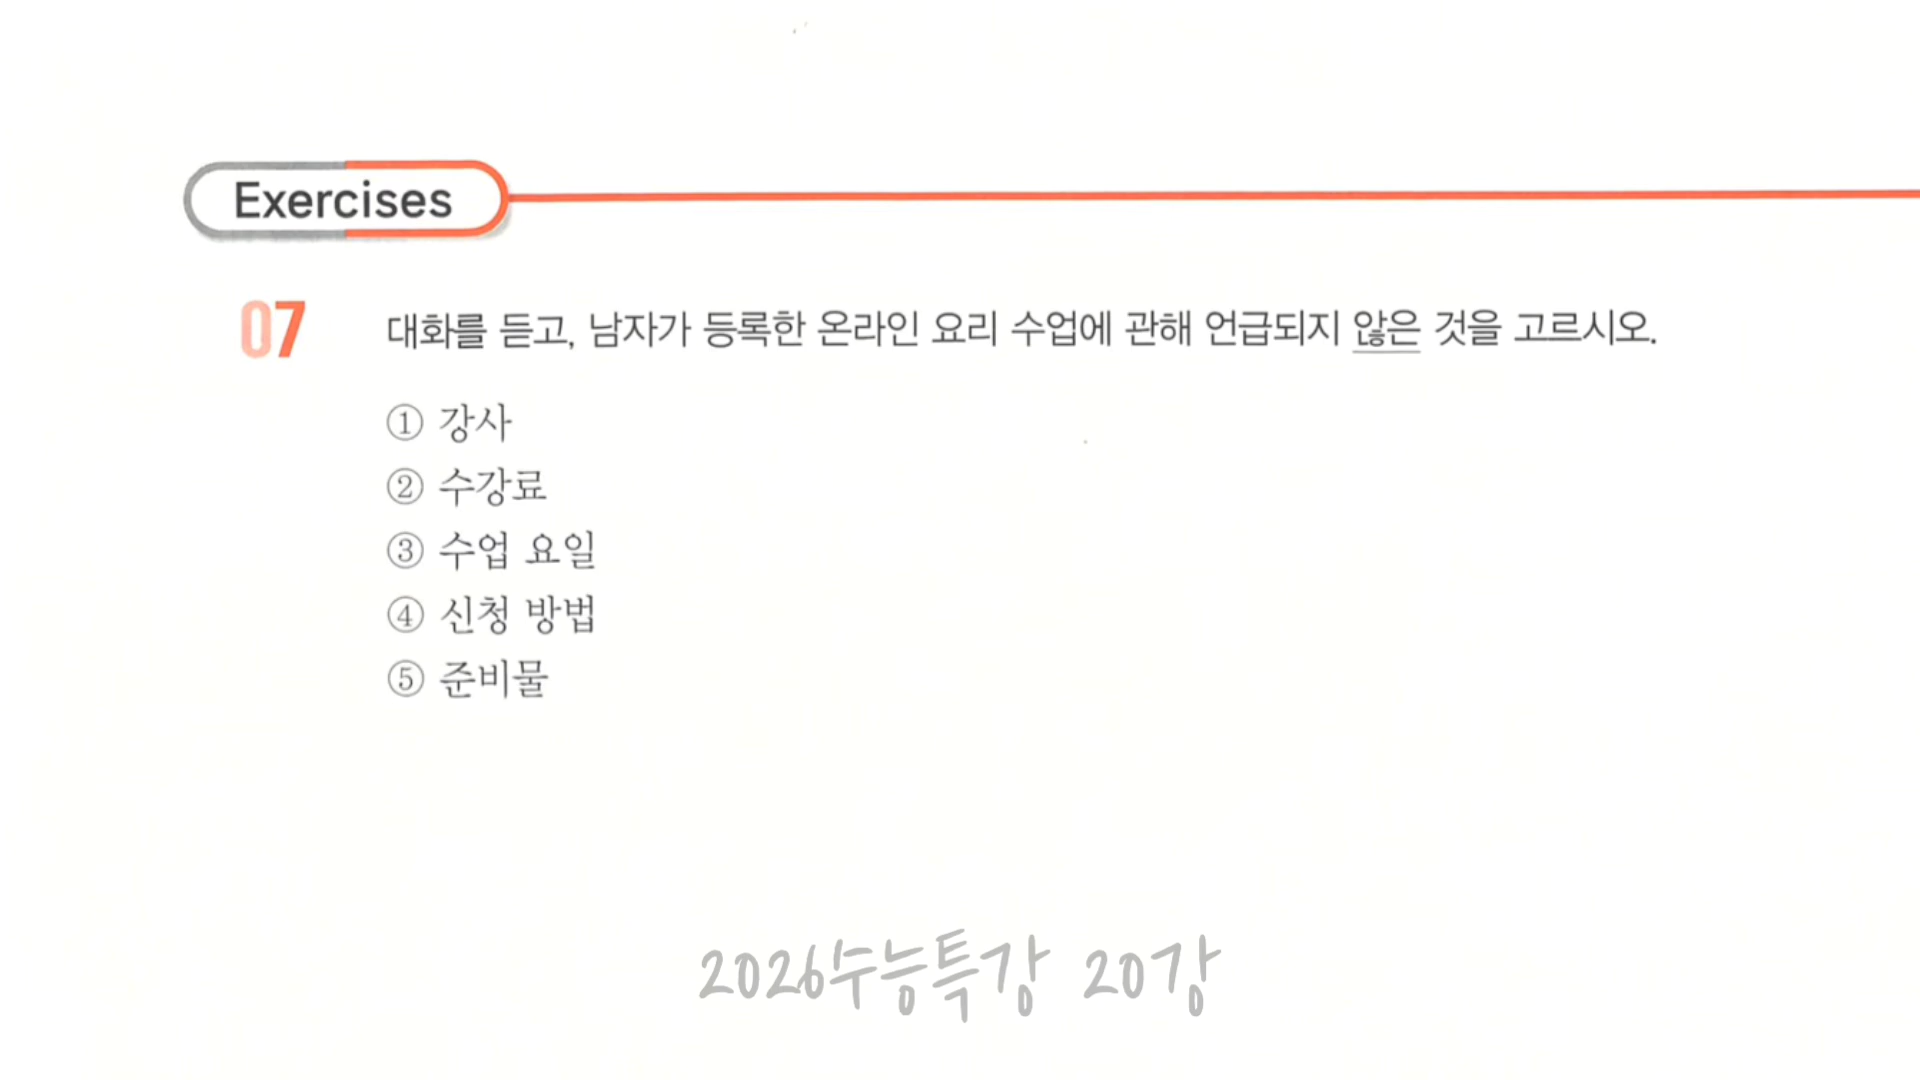 Exercises
07 대화를 듣고, 남자가 등록한 온라인 요리 수업에 관해 언급되지 않은 것을 고르시오.
① 강사
② 수강료
③ 수업 요일
④ 신청 방법
⑤ 준비물
2026수능특강 20강